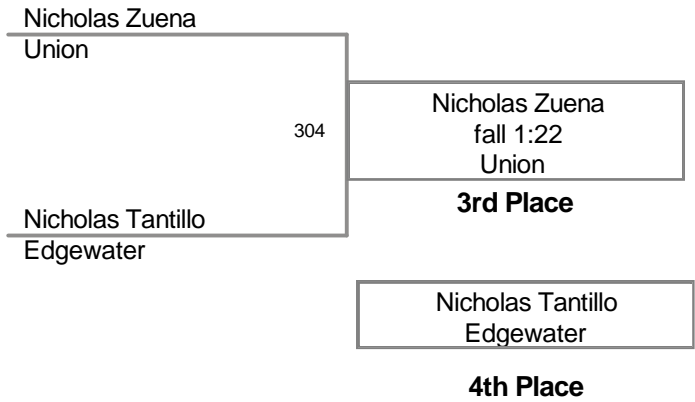 Nicholas Zuena
Union
304
Nicholas Zuena
fall 1:22
Union
3rd Place
Nicholas Tantillo
Edgewater
Nicholas Tantillo
Edgewater
4th Place